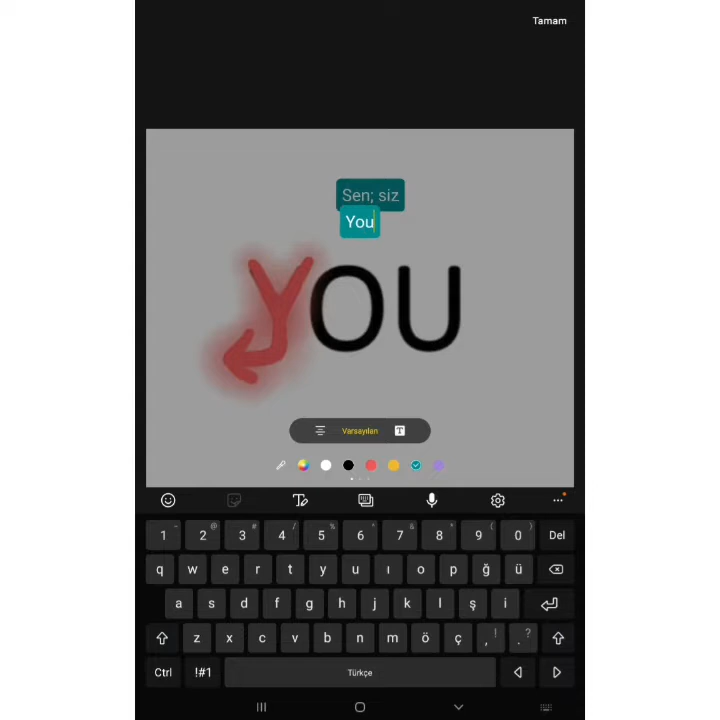 Tamam
Sen; siz
You
YOU
Varsayılan
T
1 2 @ 3 # 4 / 5 % 6 ^ 7 & 8 * 9 ( 0 ) Del
q w e r t y u ı o p ğ ü
a s d f g h j k l ş i
z x c v b n m ö ç , ! . ?
Ctrl !#1 Türkçe